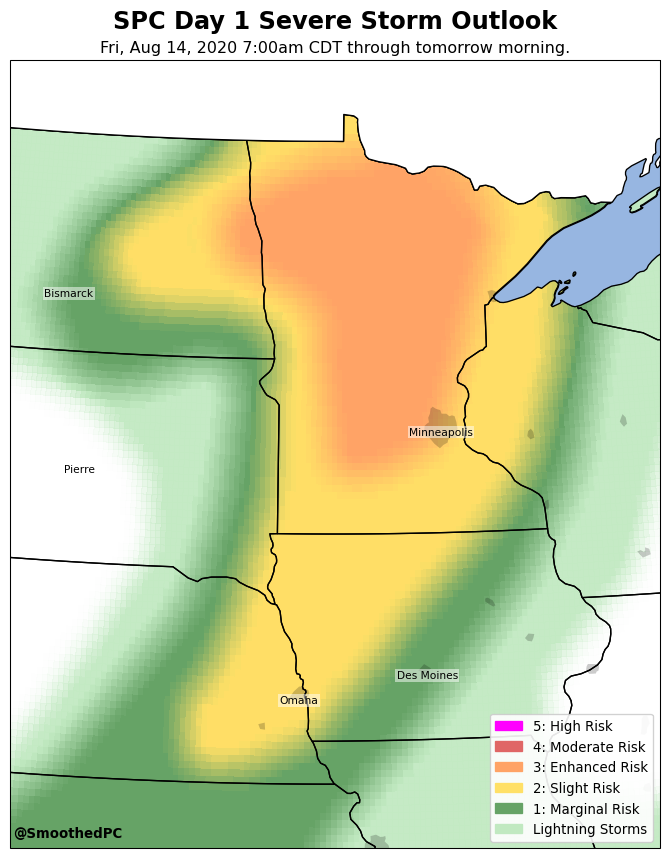 SPC Day 1 Severe Storm Outlook
Fri, Aug 14, 2020 7:00am CDT through tomorrow morning.
Bismarck
Minneapolis
Pierre
Des Moines
Omaha
5: High Risk
4: Moderate Risk
3: Enhanced Risk
2: Slight Risk
1: Marginal Risk
Lightning Storms
@SmoothedPC